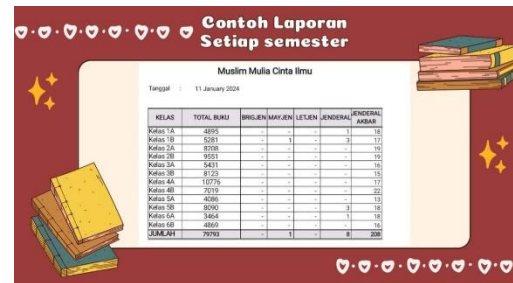 Contoh Laporan
Setiap semester
Muslim Mulia Cinta Ilmu
Tanggal : 11 January 2024
KELAS TOTAL BUKU BRIGJEN MAYJEN LETJEN JENDERAL JENDERAL AKBAR
Kelas 1A 4895 - - - 1 18
Kelas 1B 5281 - 1 - 3 17
Kelas 2A 8208 - - - - 19
Kelas 2B 9551 - - - - 19
Kelas 3A 5431 - - - - 16
Kelas 3B 8123 - - - - 15
Kelas 4A 10776 - - - - 17
Kelas 4B 7019 - - - - 22
Kelas 5A 4086 - - - - 13
Kelas 5B 8090 - - - 3 18
Kelas 6A 3464 - - - 1 18
Kelas 6B 4869 - - - - 16
JUMLAH 79793 - 1 - 8 208